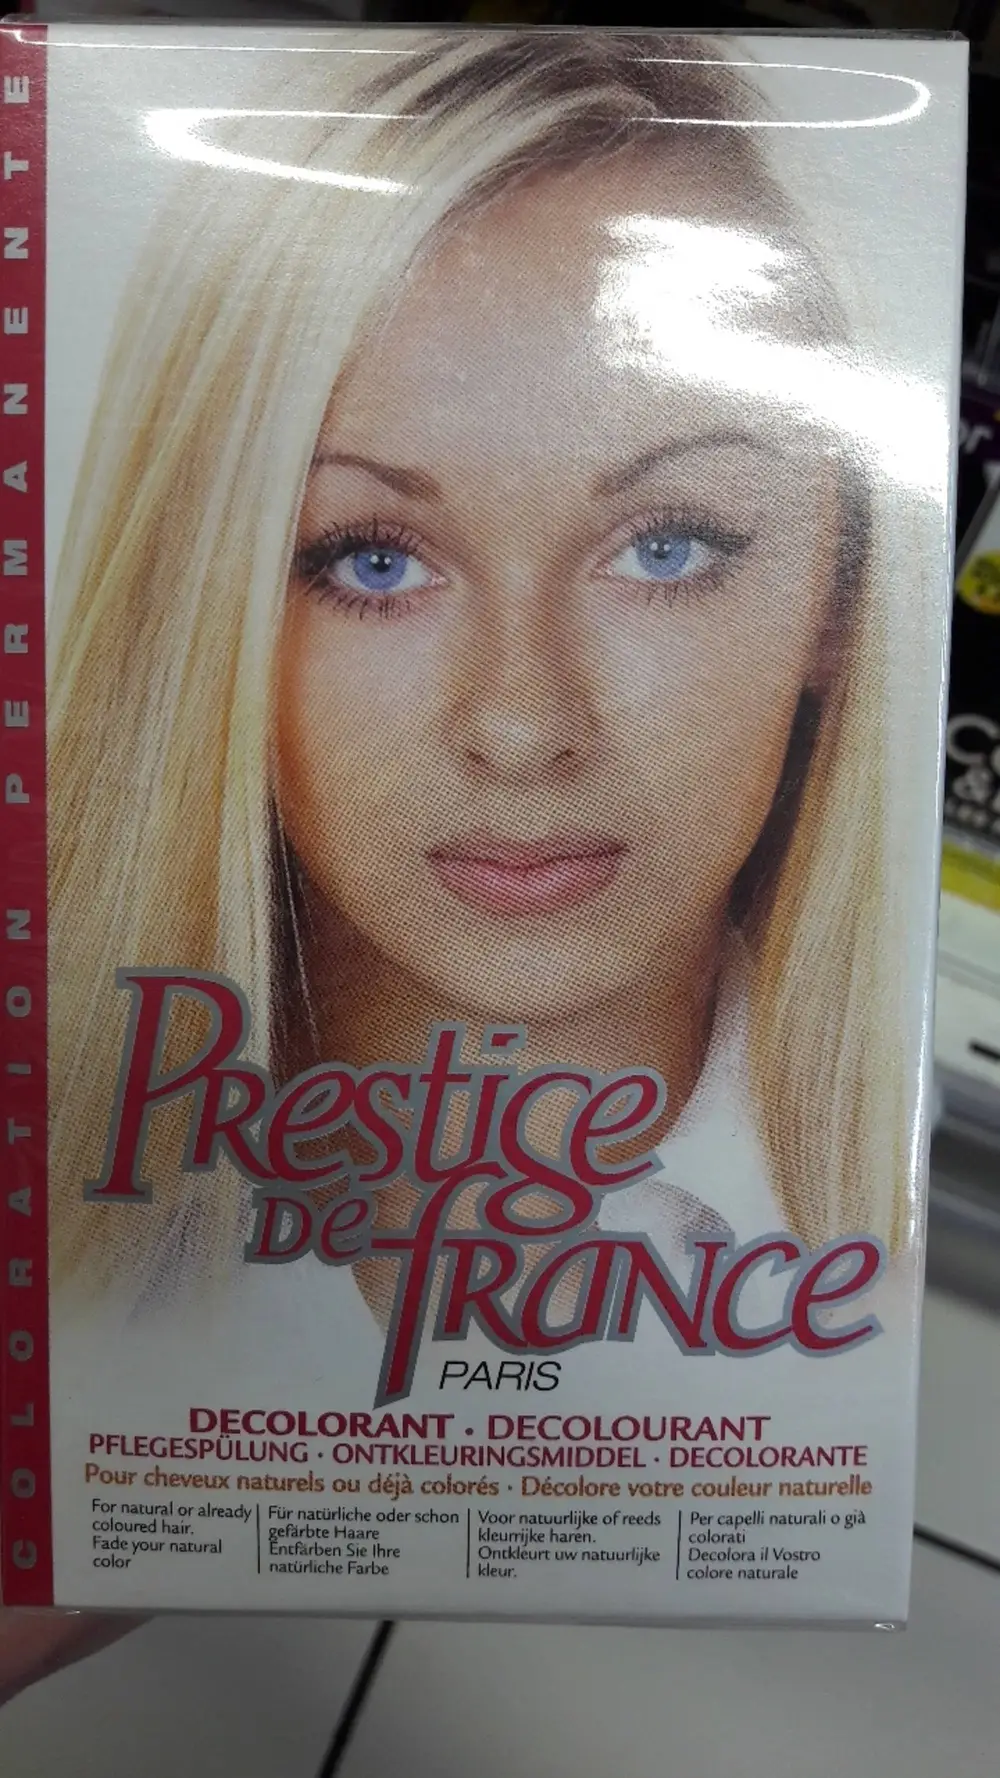 COLORATION PERMANENTE
Prestige
DE france
PARIS
DECOLORANT · DECOLOURANT
PFLEGESPÜLUNG · ONTKLEURINGSMIDDEL · DECOLORANTE
Pour cheveux naturels ou déjà colorés · Décolore votre couleur naturelle
For natural or already
coloured hair.
Fade your natural
color
Für natürliche oder schon
gefärbte Haare
Entfärben Sie Ihre
natürliche Farbe
Voor natuurlijke of reeds
kleurrijke haren.
Ontkleurt uw natuurlijke
kleur.
Per capelli naturali o già
colorati
Decolora il Vostro
colore naturale